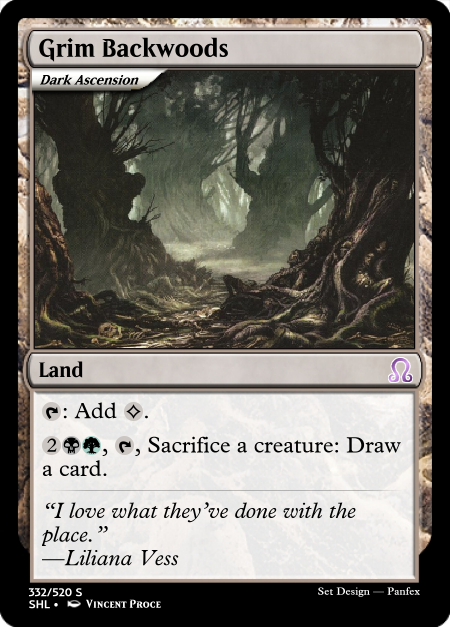 Grim Backwoods
Dark Ascension
Land
: Add .
2, , Sacrifice a creature: Draw
a card.
“I love what they’ve done with the
place.”
—Liliana Vess
332/520 S
SHL • Vincent Proce
Set Design — Panfex